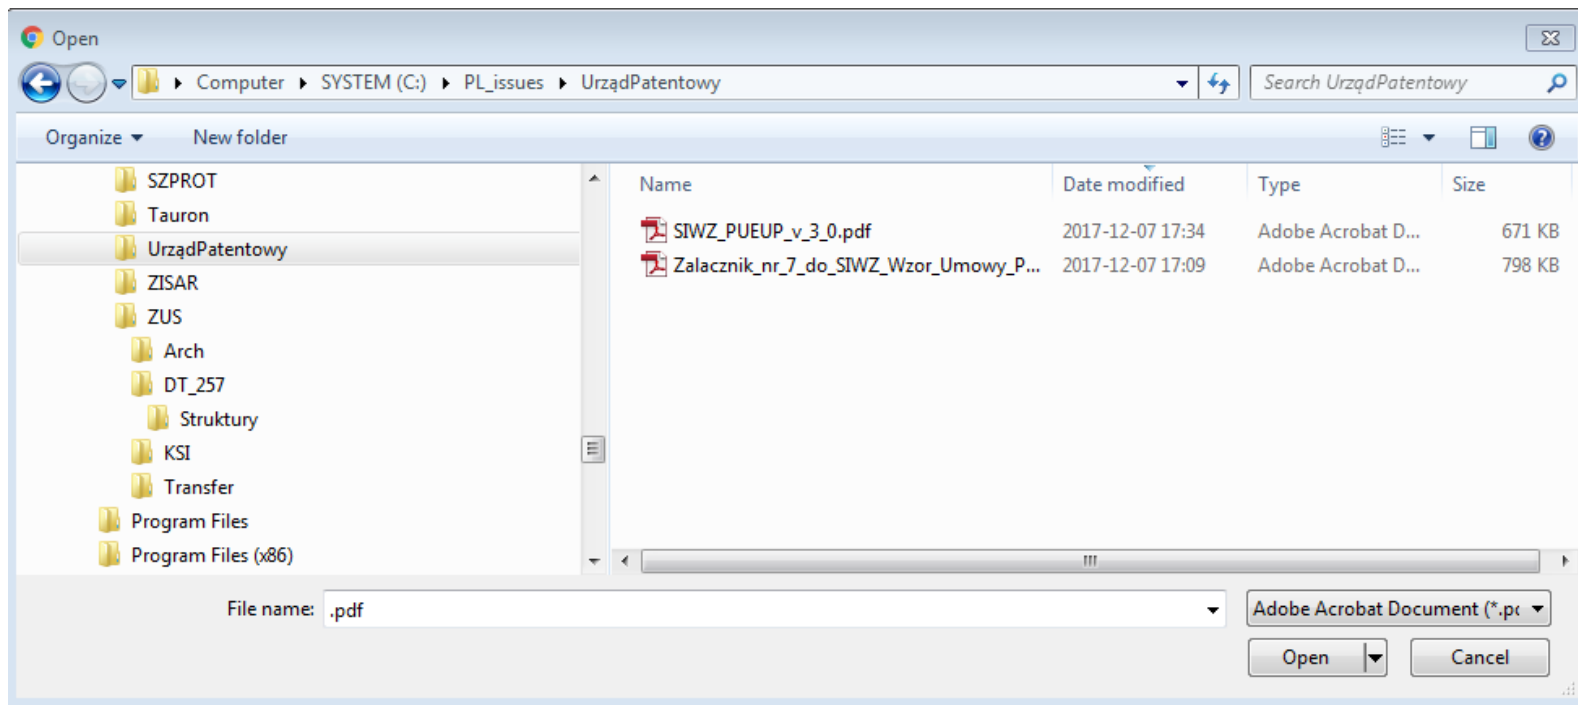 Open
Computer SYSTEM (C:) PL_issues UrządPatentowy Search UrządPatentowy
Organize New folder
SZPROT
Tauron
UrządPatentowy
ZISAR
ZUS
Arch
DT_257
Struktury
KSI
Transfer
Program Files
Program Files (x86)
Name Date modified Type Size
SIWZ_PUEUP_v_3_0.pdf 2017-12-07 17:34 Adobe Acrobat D... 671 KB
Zalacznik_nr_7_do_SIWZ_Wzor_Umowy_P... 2017-12-07 17:09 Adobe Acrobat D... 798 KB
File name: .pdf Adobe Acrobat Document (*.pc
Open Cancel